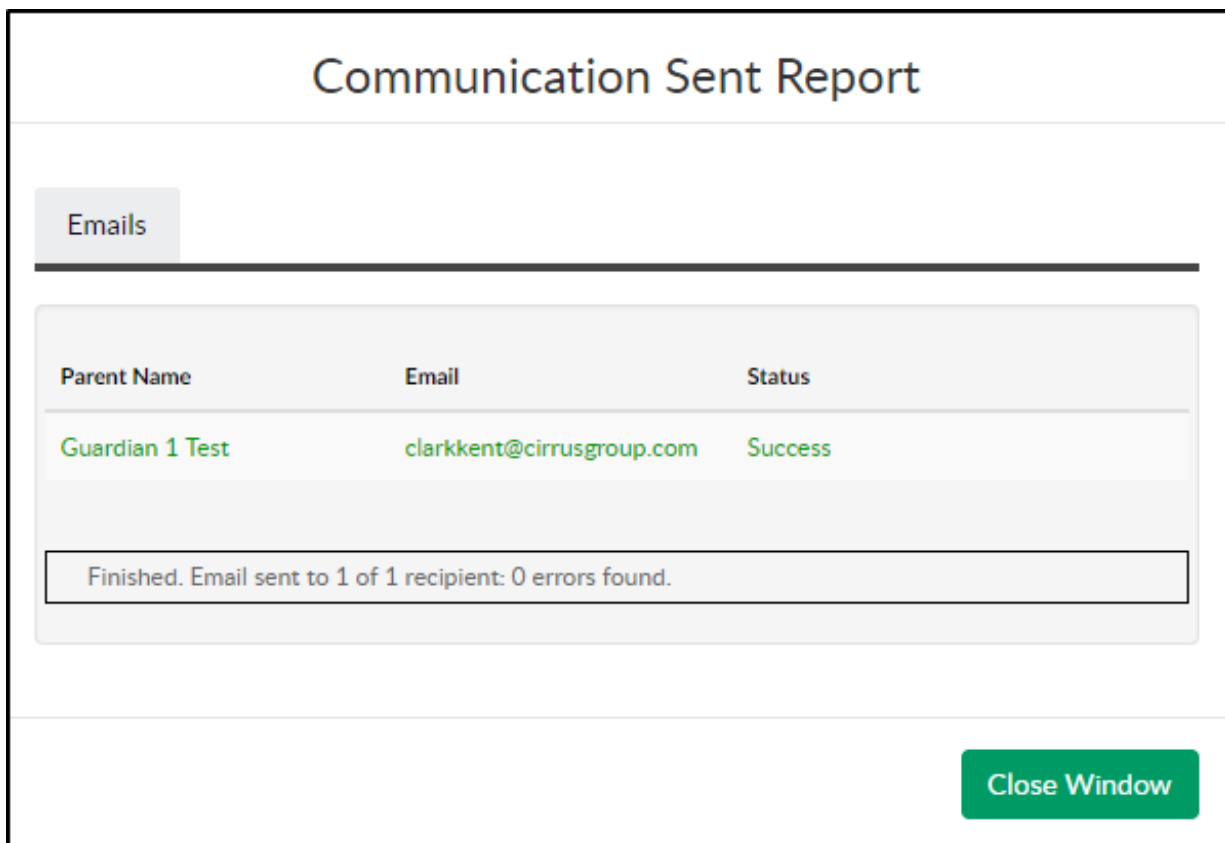 Communication Sent Report
Emails
Parent Name Email Status
Guardian 1 Test clarkkent@cirrusgroup.com Success
Finished. Email sent to 1 of 1 recipient: 0 errors found.
Close Window